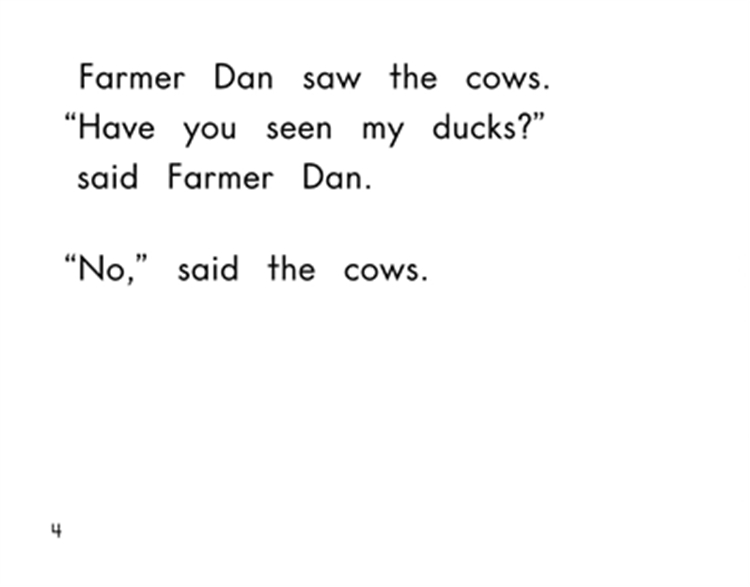 Farmer Dan saw the cows.
“Have you seen my ducks?”
said Farmer Dan.
“No,” said the cows.
4